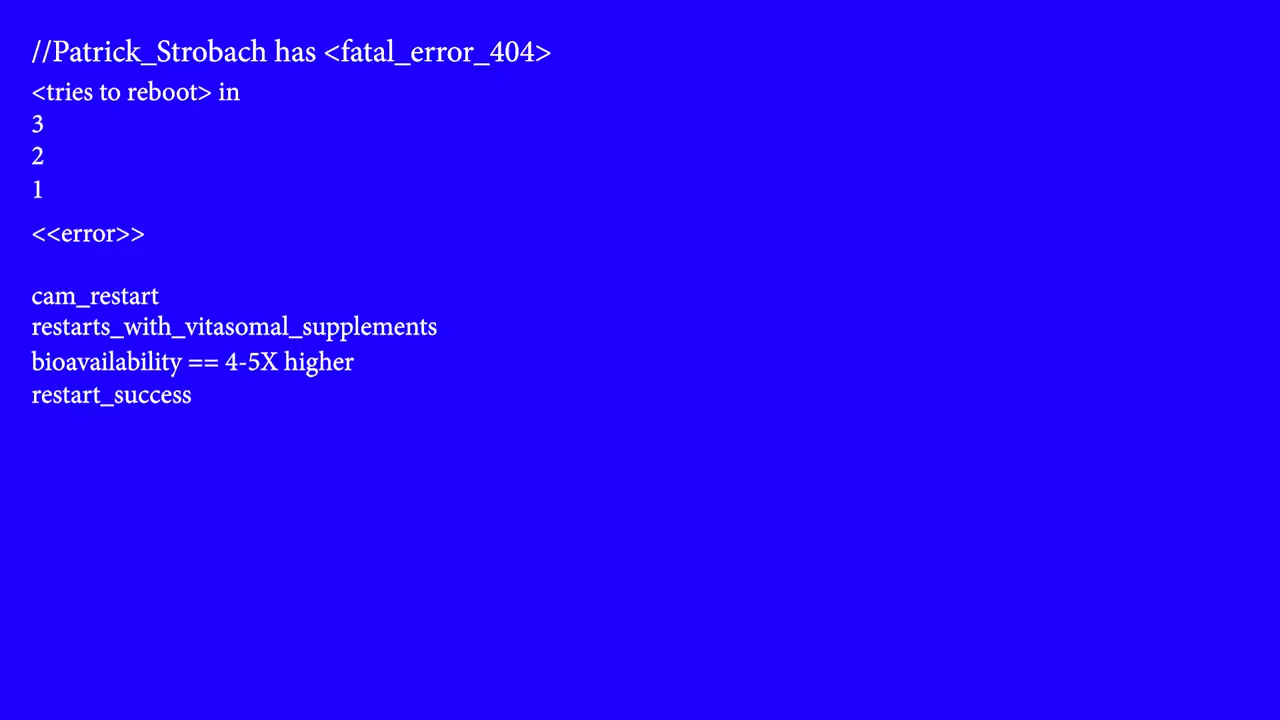 //Patrick_Strobach has <fatal_error_404>
<tries to reboot> in
3
2
1
<<error>>
cam_restart
restarts_with_vitasomal_supplements
bioavailability == 4-5X higher
restart_success